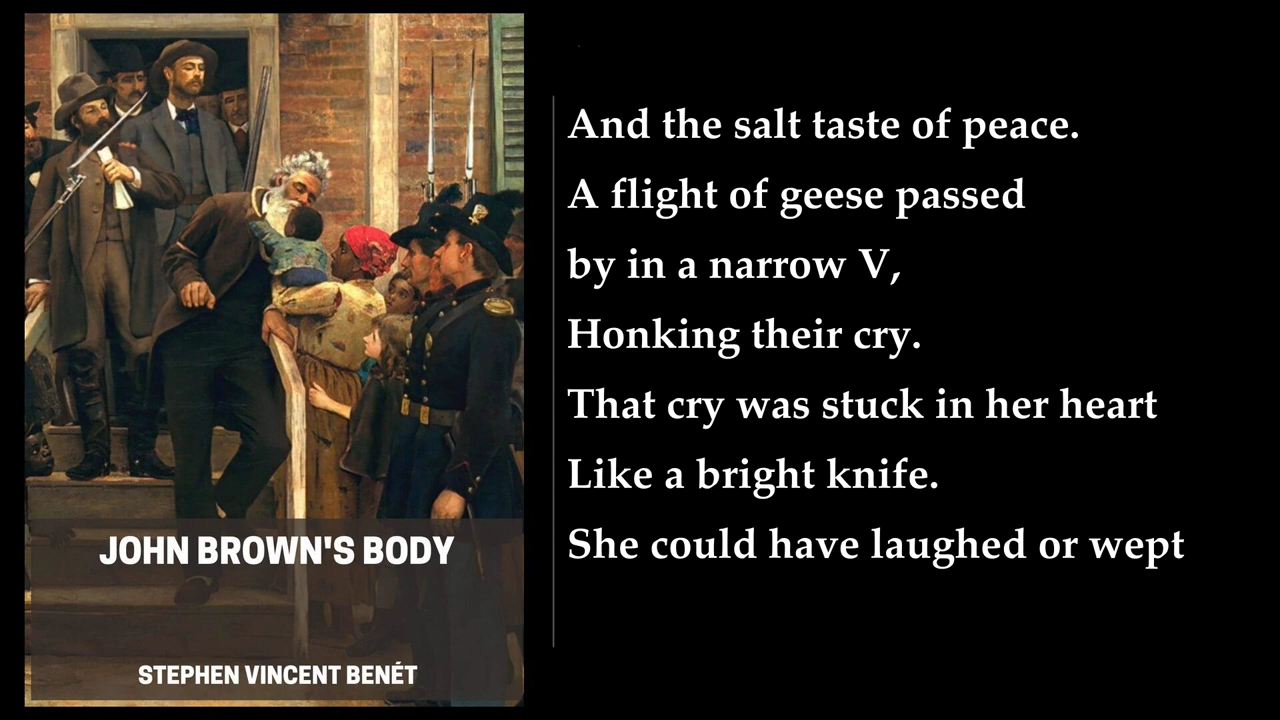 JOHN BROWN'S BODY
STEPHEN VINCENT BENÉT
And the salt taste of peace.
A flight of geese passed
by in a narrow V,
Honking their cry.
That cry was stuck in her heart
Like a bright knife.
She could have laughed or wept